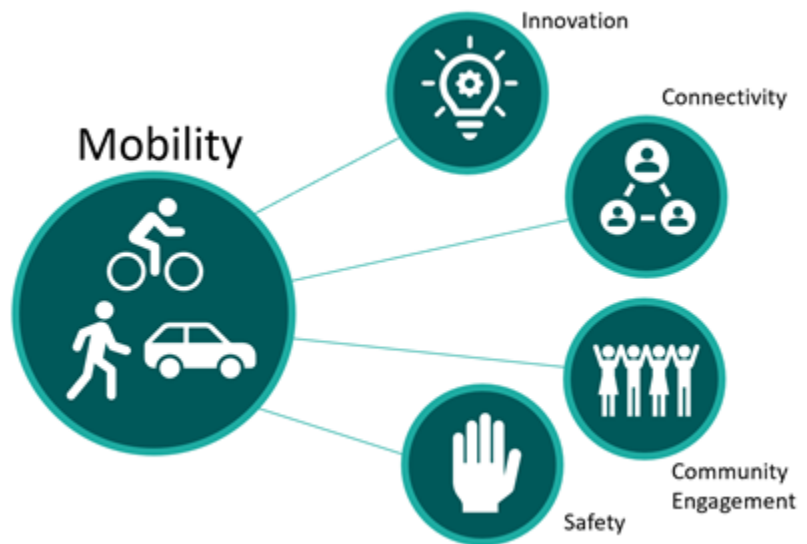 Innovation
Connectivity
Mobility
Community
Engagement
Safety